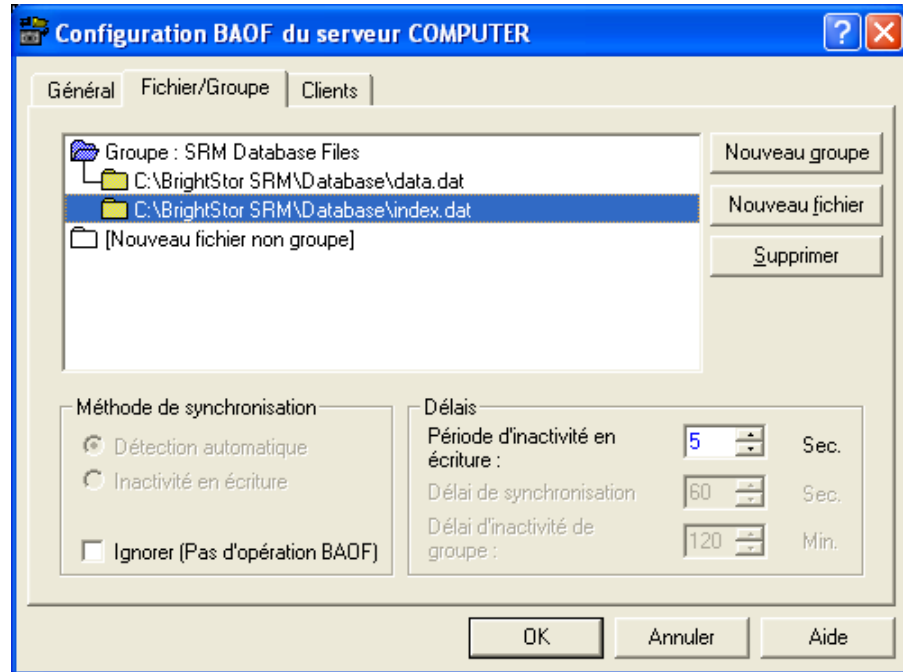 Configuration BAOF du serveur COMPUTER
Général
Fichier/Groupe
Clients
Groupe : SRM Database Files
C:\BrightStor SRM\Database\data.dat
C:\BrightStor SRM\Database\index.dat
[Nouveau fichier non groupe]
Nouveau groupe
Nouveau fichier
Supprimer
Méthode de synchronisation
Détection automatique
Inactivité en écriture
Ignorer (Pas d'opération BAOF)
Délais
Période d'inactivité en
écriture :
5
Sec.
Délai de synchronisation
60
Sec.
Délai d'inactivité de
groupe :
120
Min.
OK
Annuler
Aide